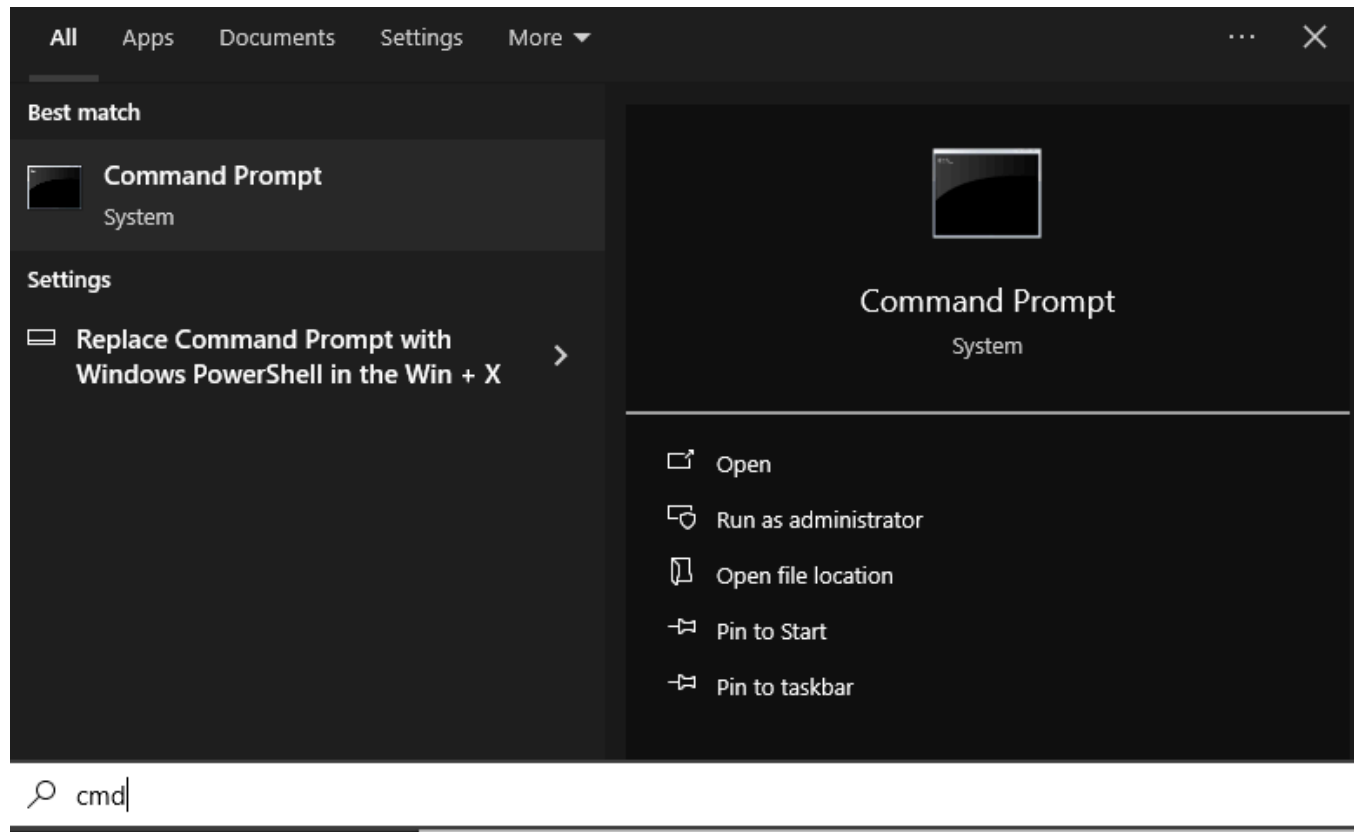 All Apps Documents Settings More
Best match
Command Prompt
System
Settings
Replace Command Prompt with
Windows PowerShell in the Win + X
Command Prompt
System
Open
Run as administrator
Open file location
Pin to Start
Pin to taskbar
cmd